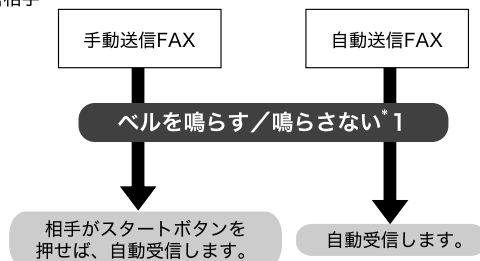 手動送信FAX
自動送信FAX
ベルを鳴らす／鳴らさない*1
相手がスタートボタンを
押せば、自動受信します。
自動受信します。